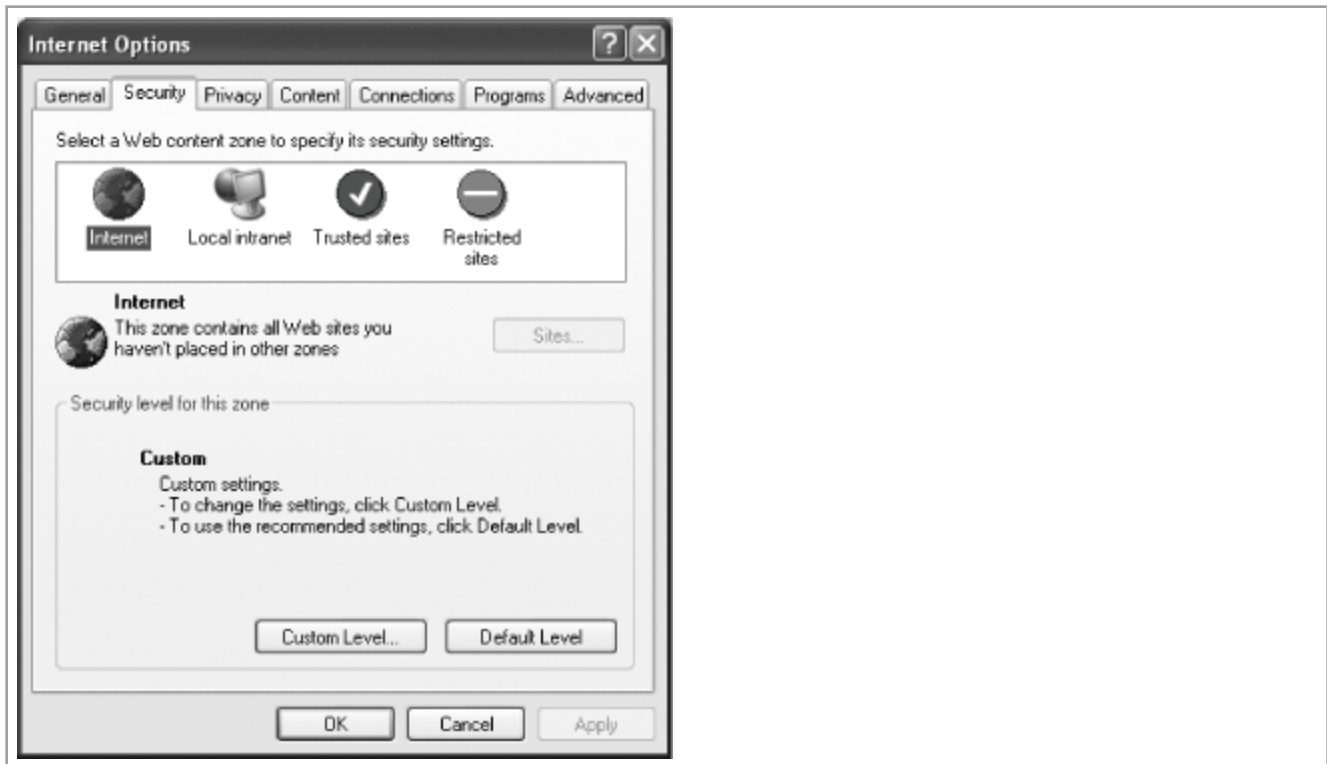 Internet Options
General Security Privacy Content Connections Programs Advanced
Select a Web content zone to specify its security settings.
Internet Local intranet Trusted sites Restricted sites
Internet
This zone contains all Web sites you
haven't placed in other zones
Sites...
Security level for this zone
Custom
Custom settings.
- To change the settings, click Custom Level.
- To use the recommended settings, click Default Level.
Custom Level... Default Level
OK Cancel Apply